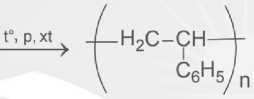 t°, p, xt
H₂C–CH
C₆H₅
n